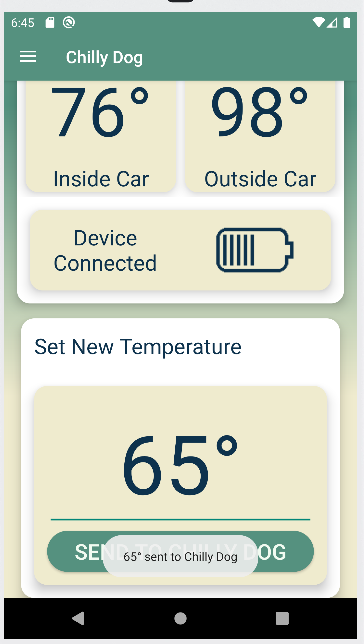 6:45
Chilly Dog
76° 98°
Inside Car Outside Car
Device
Connected
Set New Temperature
65°
SEND TO CHILLY DOG
65° sent to Chilly Dog